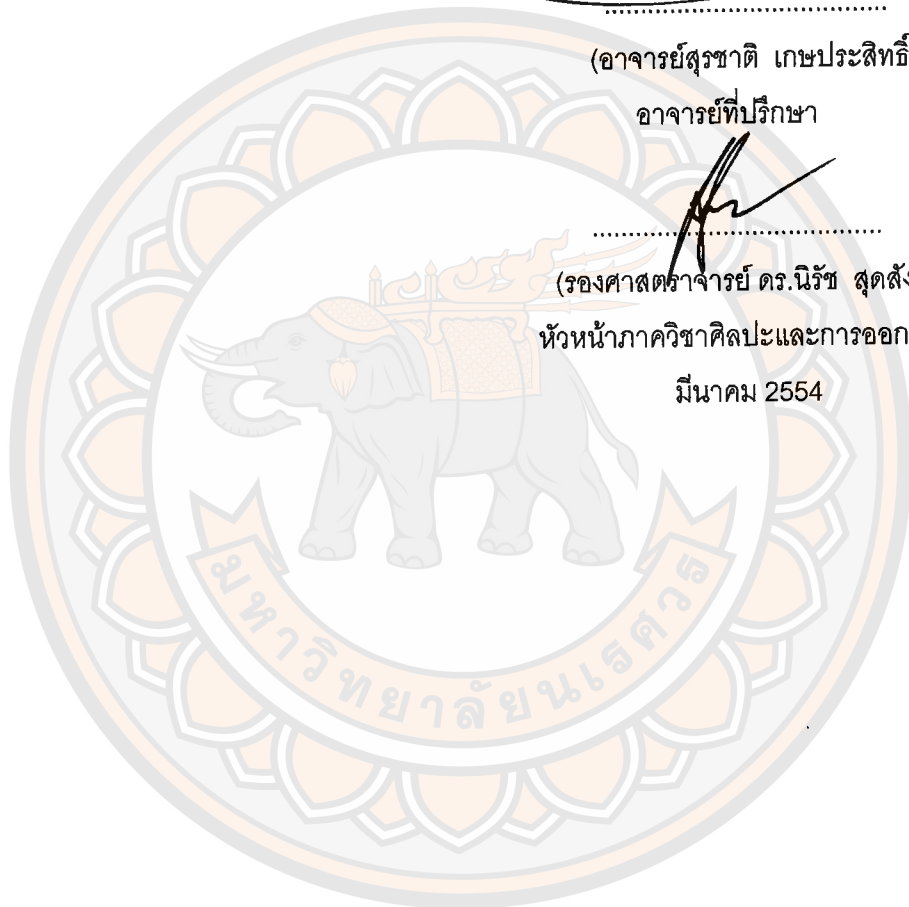 (อาจารย์สุรชาติ เกษประสิทธิ์
อาจารย์ที่ปรึกษา
(รองศาสตราจารย์ ดร.นิรัช สุดสัง
หัวหน้าภาควิชาศิลปะและการออก
มีนาคม 2554
มหาวิทยาลัยนเรศวร